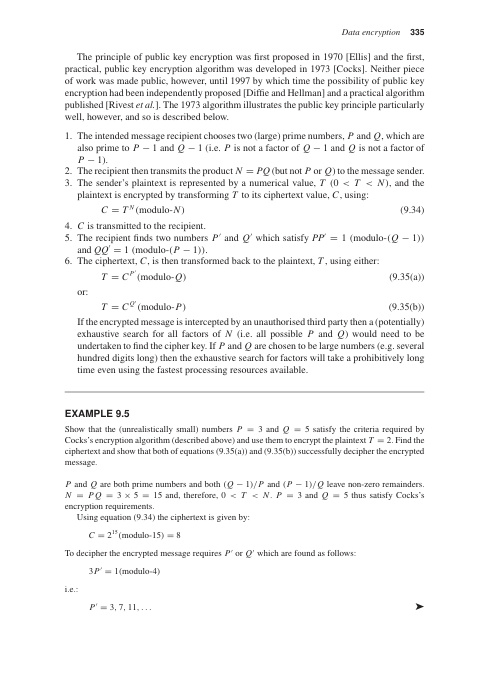 Data encryption 335
The principle of public key encryption was first proposed in 1970 [Ellis] and the first,
practical, public key encryption algorithm was developed in 1973 [Cocks]. Neither piece
of work was made public, however, until 1997 by which time the possibility of public key
encryption had been independently proposed [Diffie and Hellman] and a practical algorithm
published [Rivest et al.]. The 1973 algorithm illustrates the public key principle particularly
well, however, and so is described below.
1. The intended message recipient chooses two (large) prime numbers, P and Q, which are
also prime to P − 1 and Q − 1 (i.e. P is not a factor of Q − 1 and Q is not a factor of
P − 1).
2. The recipient then transmits the product N = PQ (but not P or Q) to the message sender.
3. The sender's plaintext is represented by a numerical value, T (0 < T < N), and the
plaintext is encrypted by transforming T to its ciphertext value, C, using:
C = T^N (modulo-N) (9.34)
4. C is transmitted to the recipient.
5. The recipient finds two numbers P′ and Q′ which satisfy PP′ = 1 (modulo-(Q − 1))
and QQ′ = 1 (modulo-(P − 1)).
6. The ciphertext, C, is then transformed back to the plaintext, T, using either:
T = C^P′ (modulo-Q) (9.35(a))
or:
T = C^Q′ (modulo-P) (9.35(b))
If the encrypted message is intercepted by an unauthorised third party then a (potentially)
exhaustive search for all factors of N (i.e. all possible P and Q) would need to be
undertaken to find the cipher key. If P and Q are chosen to be large numbers (e.g. several
hundred digits long) then the exhaustive search for factors will take a prohibitively long
time even using the fastest processing resources available.
EXAMPLE 9.5
Show that the (unrealistically small) numbers P = 3 and Q = 5 satisfy the criteria required by
Cocks's encryption algorithm (described above) and use them to encrypt the plaintext T = 2. Find the
ciphertext and show that both of equations (9.35(a)) and (9.35(b)) successfully decipher the encrypted
message.
P and Q are both prime numbers and both (Q − 1)/P and (P − 1)/Q leave non-zero remainders.
N = PQ = 3 × 5 = 15 and, therefore, 0 < T < N. P = 3 and Q = 5 thus satisfy Cocks's
encryption requirements.
Using equation (9.34) the ciphertext is given by:
C = 2^15 (modulo-15) = 8
To decipher the encrypted message requires P′ or Q′ which are found as follows:
3P′ = 1(modulo-4)
i.e.:
P′ = 3, 7, 11, . . .